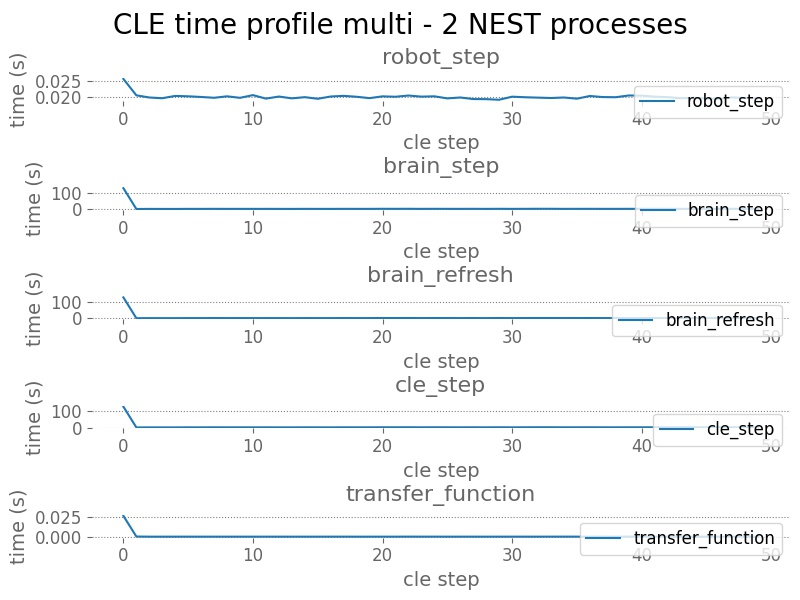 CLE time profile multi - 2 NEST processes
robot_step
time (s)
0.025
0.020
robot_step
0 10 20 30 40 50
cle step
brain_step
time (s)
100
0
brain_step
0 10 20 30 40 50
cle step
brain_refresh
time (s)
100
0
brain_refresh
0 10 20 30 40 50
cle step
cle_step
time (s)
100
0
cle_step
0 10 20 30 40 50
cle step
transfer_function
time (s)
0.025
0.000
transfer_function
0 10 20 30 40 50
cle step